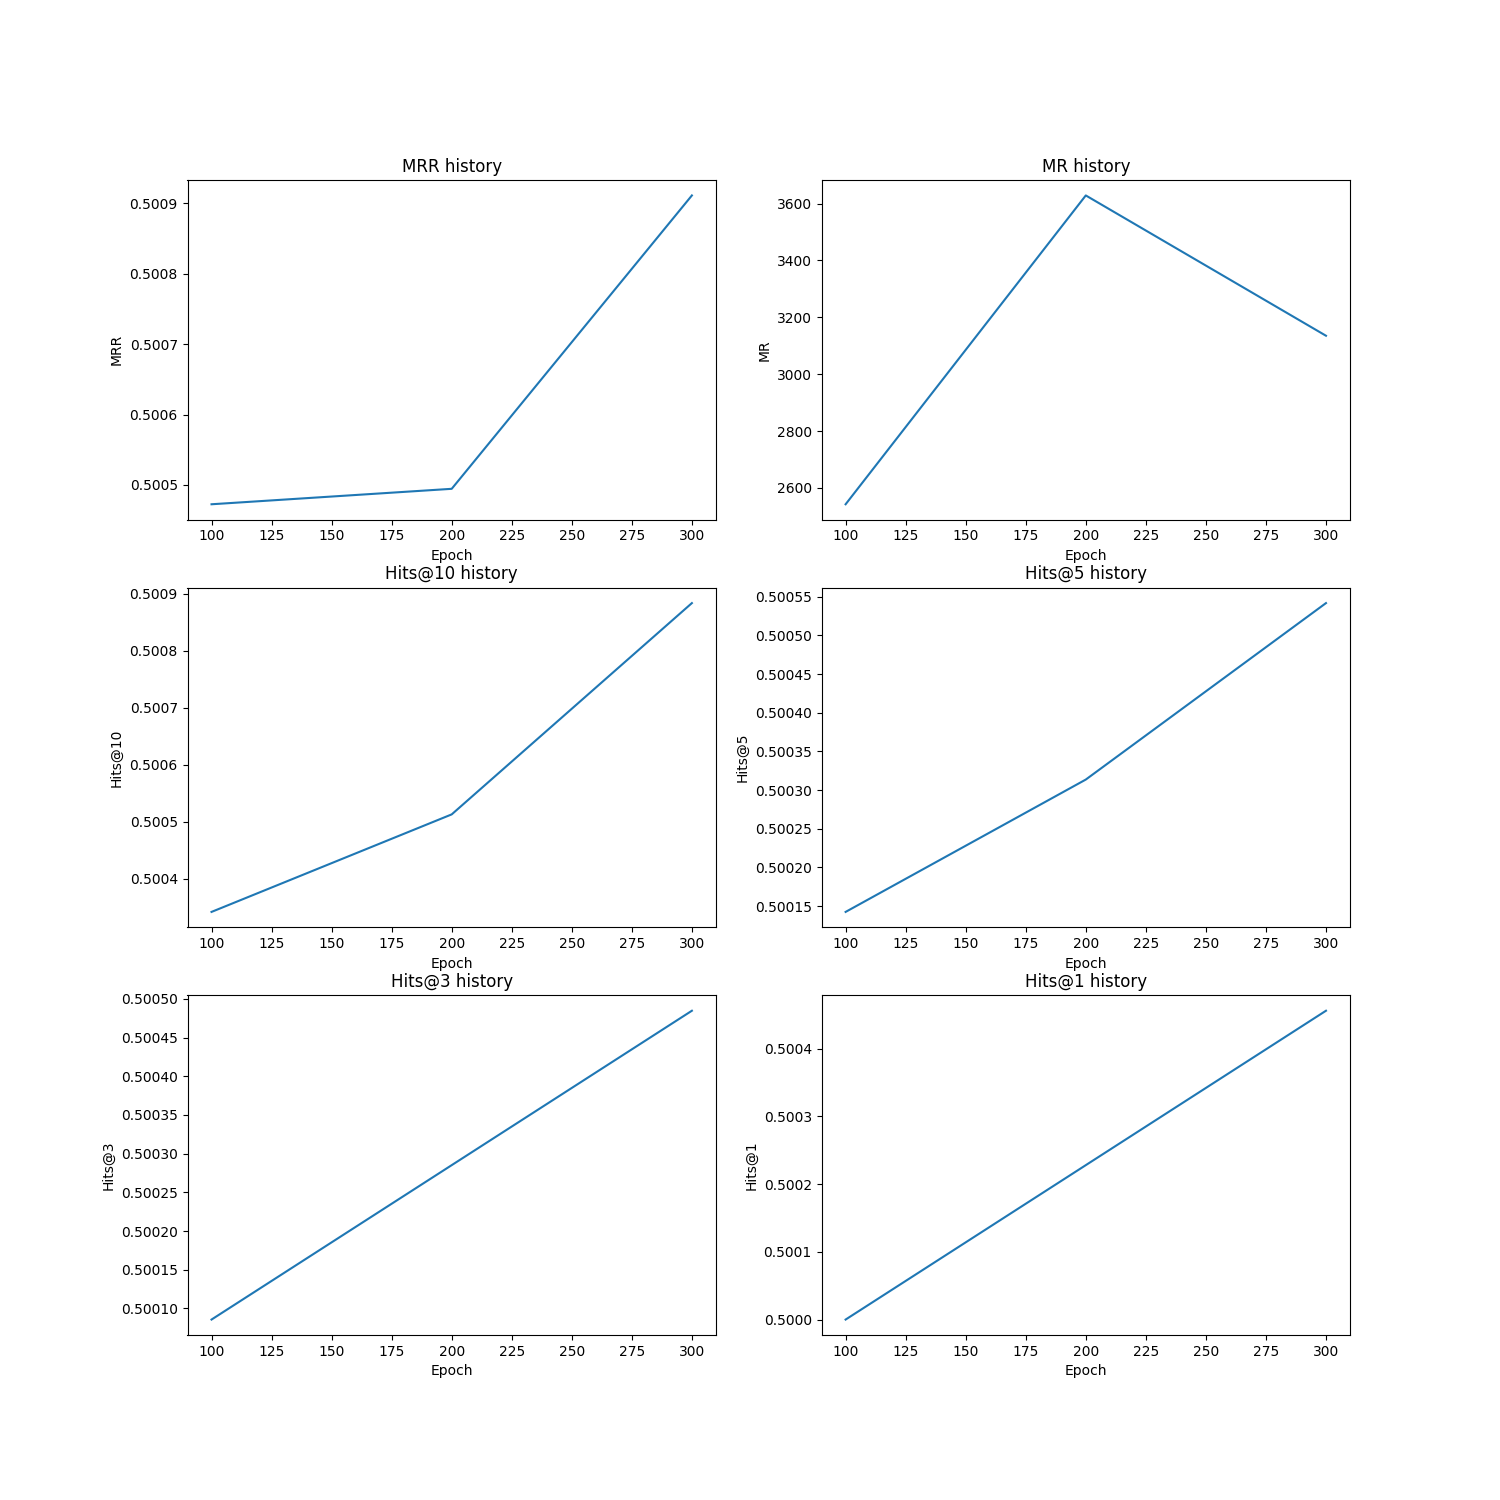 MRR history
0.5009
0.5008
0.5007
0.5006
0.5005
MRR
100 125 150 175 200 225 250 275 300
Epoch
MR history
3600
3400
3200
3000
2800
2600
MR
100 125 150 175 200 225 250 275 300
Epoch
Hits@10 history
0.5009
0.5008
0.5007
0.5006
0.5005
0.5004
Hits@10
100 125 150 175 200 225 250 275 300
Epoch
Hits@5 history
0.50055
0.50050
0.50045
0.50040
0.50035
0.50030
0.50025
0.50020
0.50015
Hits@5
100 125 150 175 200 225 250 275 300
Epoch
Hits@3 history
0.50050
0.50045
0.50040
0.50035
0.50030
0.50025
0.50020
0.50015
0.50010
Hits@3
100 125 150 175 200 225 250 275 300
Epoch
Hits@1 history
0.5004
0.5003
0.5002
0.5001
0.5000
Hits@1
100 125 150 175 200 225 250 275 300
Epoch